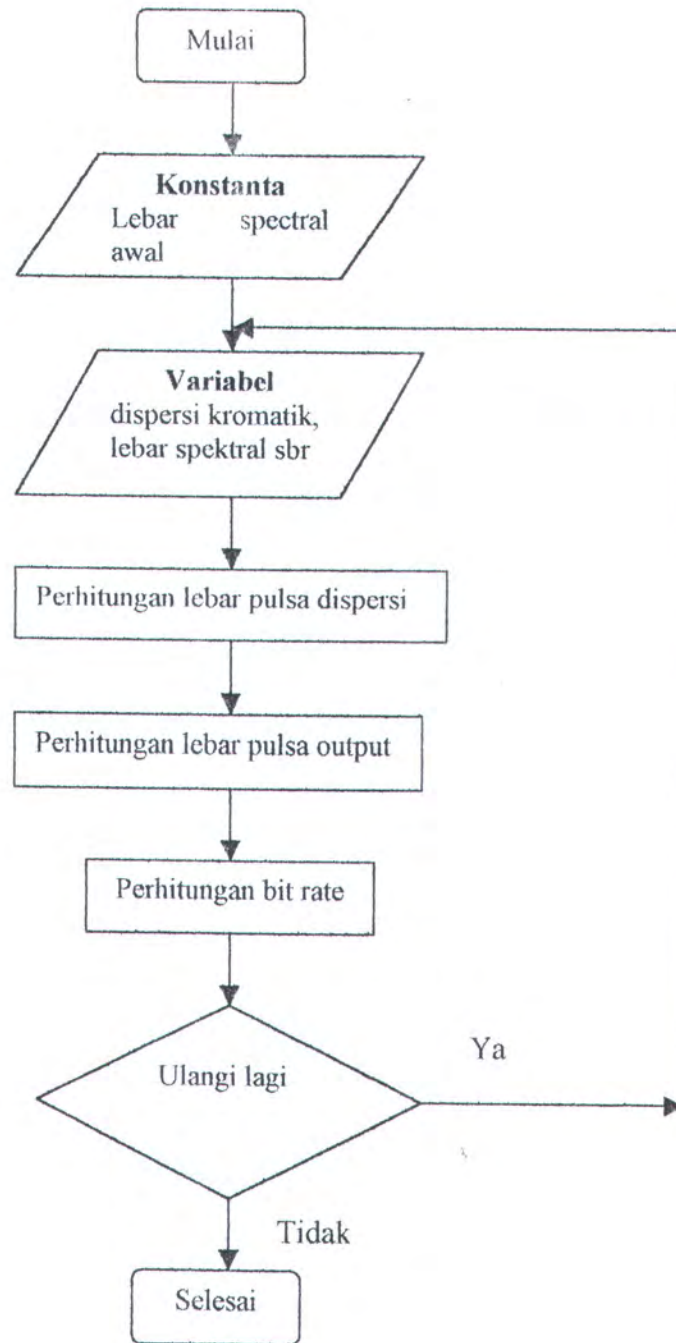 Mulai
Konstanta
Lebar spectral
awal
Variabel
dispersi kromatik,
lebar spektral sbr
Perhitungan lebar pulsa dispersi
Perhitungan lebar pulsa output
Perhitungan bit rate
Ulangi lagi
Ya
Tidak
Selesai